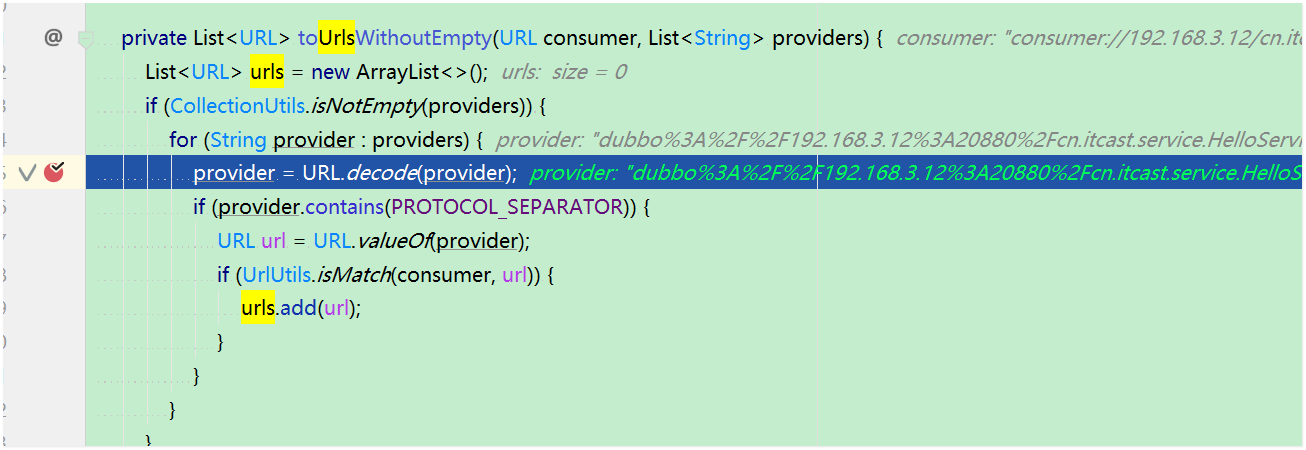 @ private List<URL> toUrlsWithoutEmpty(URL consumer, List<String> providers) { consumer: "consumer://192.168.3.12/cn.itc
List<URL> urls = new ArrayList<>(); urls: size = 0
if (CollectionUtils.isNotEmpty(providers)) {
for (String provider : providers) { provider: "dubbo%3A%2F%2F192.168.3.12%3A20880%2Fcn.itcast.service.HelloServi
provider = URL.decode(provider); provider: "dubbo%3A%2F%2F192.168.3.12%3A20880%2Fcn.itcast.service.HelloS
if (provider.contains(PROTOCOL_SEPARATOR)) {
URL url = URL.valueOf(provider);
if (UrlUtils.isMatch(consumer, url)) {
urls.add(url);
}
}
}
}